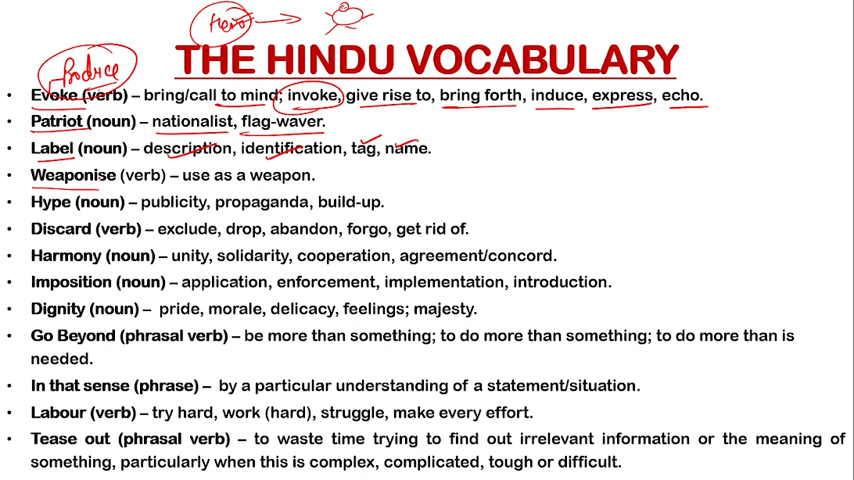 Hero
Produce
THE HINDU VOCABULARY
• Evoke (verb) – bring/call to mind; invoke, give rise to, bring forth, induce, express, echo.
• Patriot (noun) – nationalist, flag-waver.
• Label (noun) – description, identification, tag, name.
• Weaponise (verb) – use as a weapon.
• Hype (noun) – publicity, propaganda, build-up.
• Discard (verb) – exclude, drop, abandon, forgo, get rid of.
• Harmony (noun) – unity, solidarity, cooperation, agreement/concord.
• Imposition (noun) – application, enforcement, implementation, introduction.
• Dignity (noun) – pride, morale, delicacy, feelings; majesty.
• Go Beyond (phrasal verb) – be more than something; to do more than something; to do more than is
needed.
• In that sense (phrase) – by a particular understanding of a statement/situation.
• Labour (verb) – try hard, work (hard), struggle, make every effort.
• Tease out (phrasal verb) – to waste time trying to find out irrelevant information or the meaning of
something, particularly when this is complex, complicated, tough or difficult.